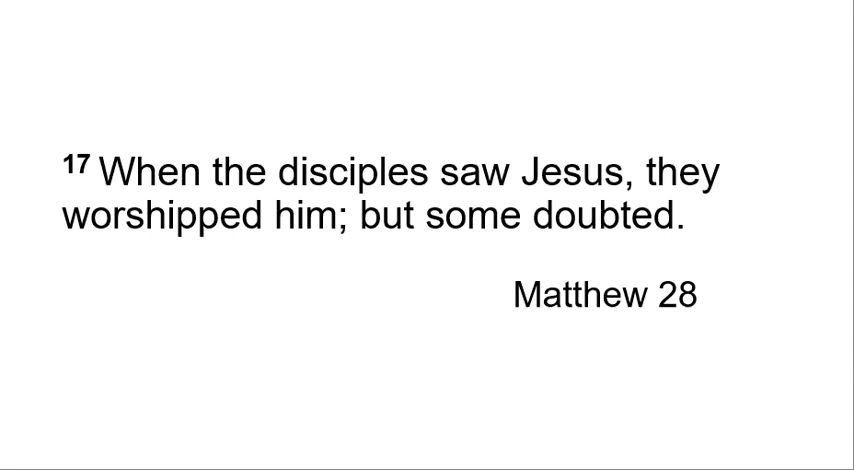 17 When the disciples saw Jesus, they
worshipped him; but some doubted.
Matthew 28